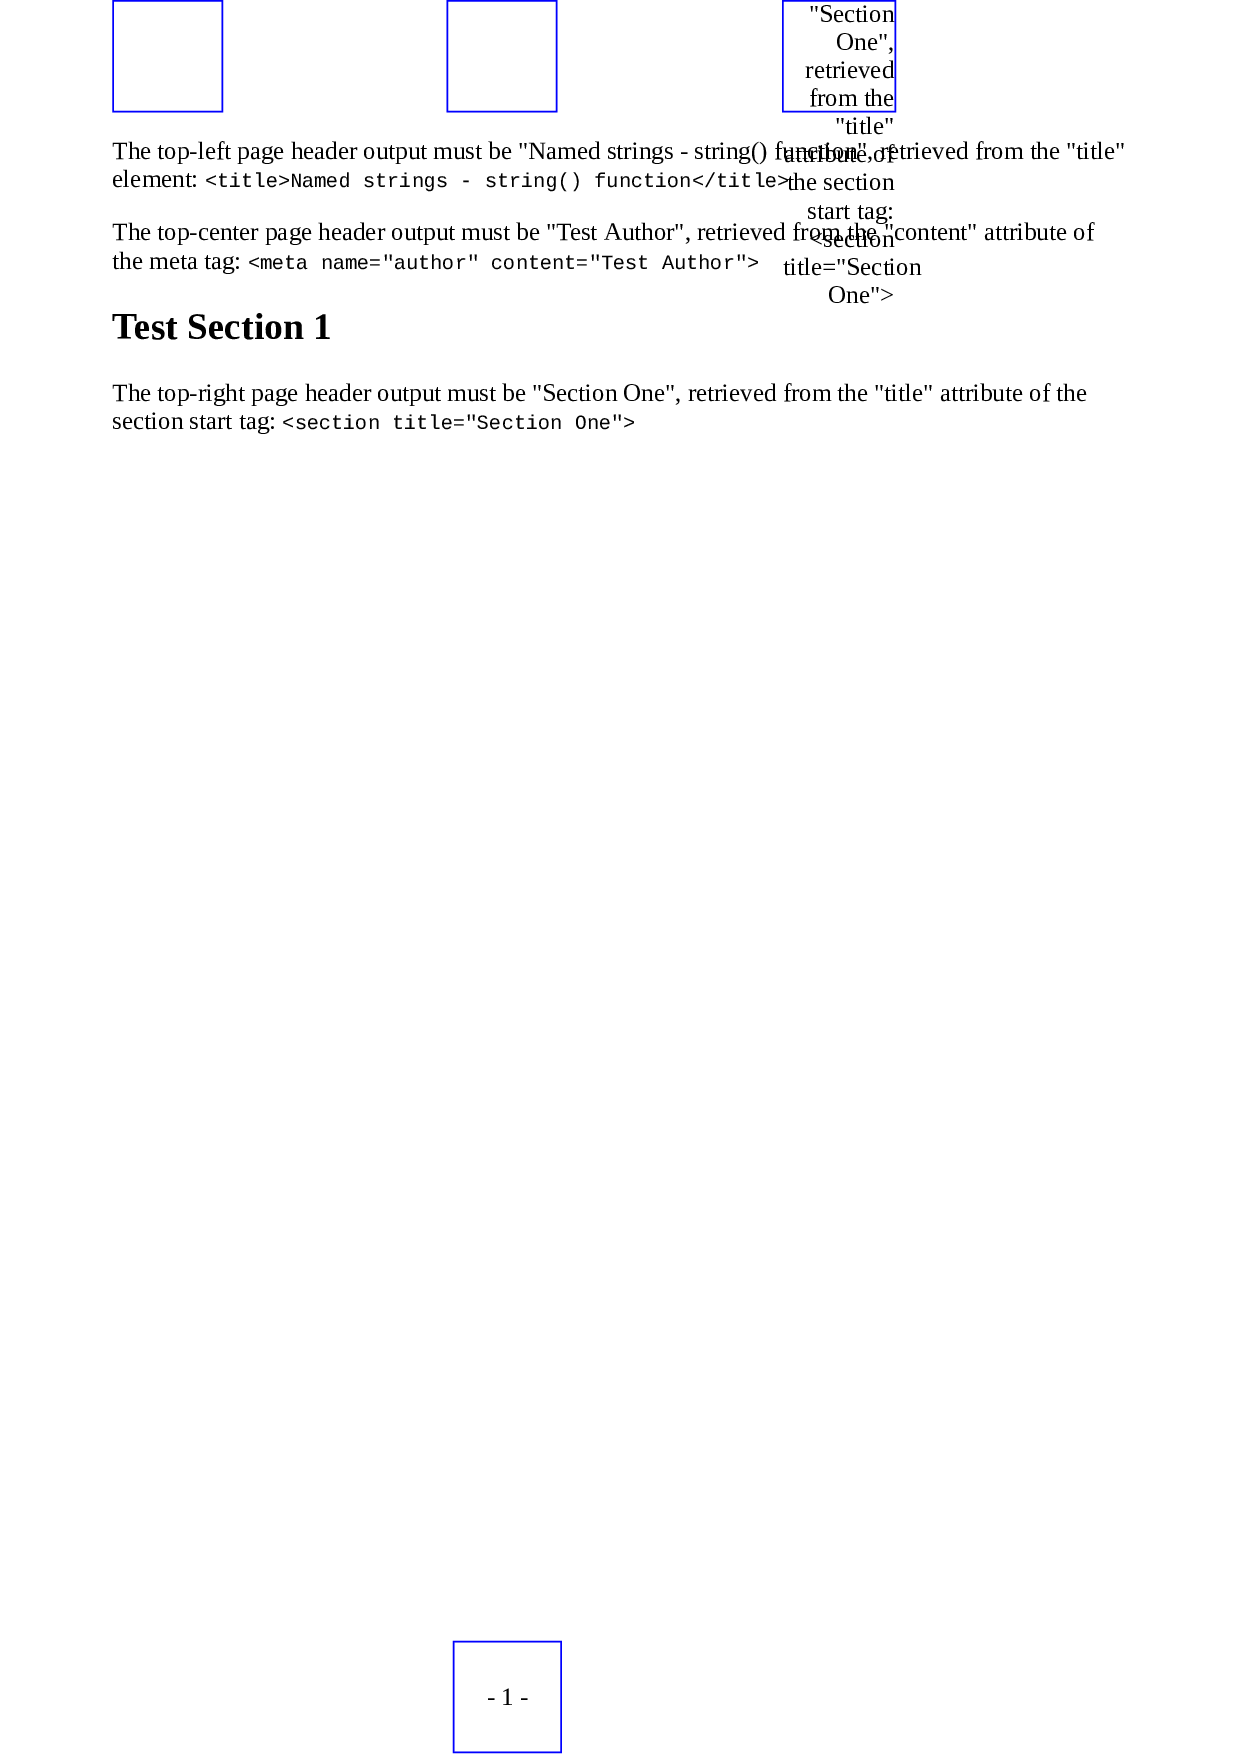 "Section
One",
retrieved
from the
"title"
attribute of
the section
start tag:
<section
title="Section
One">
The top-left page header output must be "Named strings - string() function", retrieved from the "title"
element: <title>Named strings - string() function</title>
The top-center page header output must be "Test Author", retrieved from the "content" attribute of
the meta tag: <meta name="author" content="Test Author">
Test Section 1
The top-right page header output must be "Section One", retrieved from the "title" attribute of the
section start tag: <section title="Section One">
- 1 -